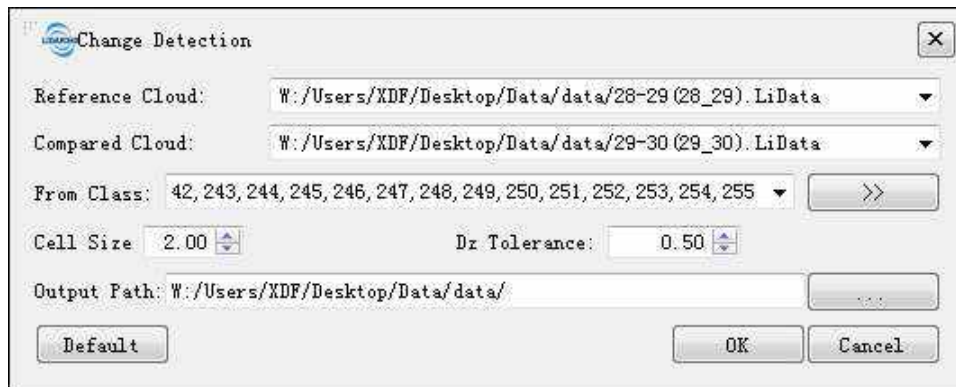 Change Detection
Reference Cloud: W:/Users/XDF/Desktop/Data/data/28-29(28_29).LiData
Compared Cloud: W:/Users/XDF/Desktop/Data/data/29-30(29_30).LiData
From Class: 42, 243, 244, 245, 246, 247, 248, 249, 250, 251, 252, 253, 254, 255 >>
Cell Size 2.00 Dz Tolerance: 0.50
Output Path: W:/Users/XDF/Desktop/Data/data/ ...
Default OK Cancel